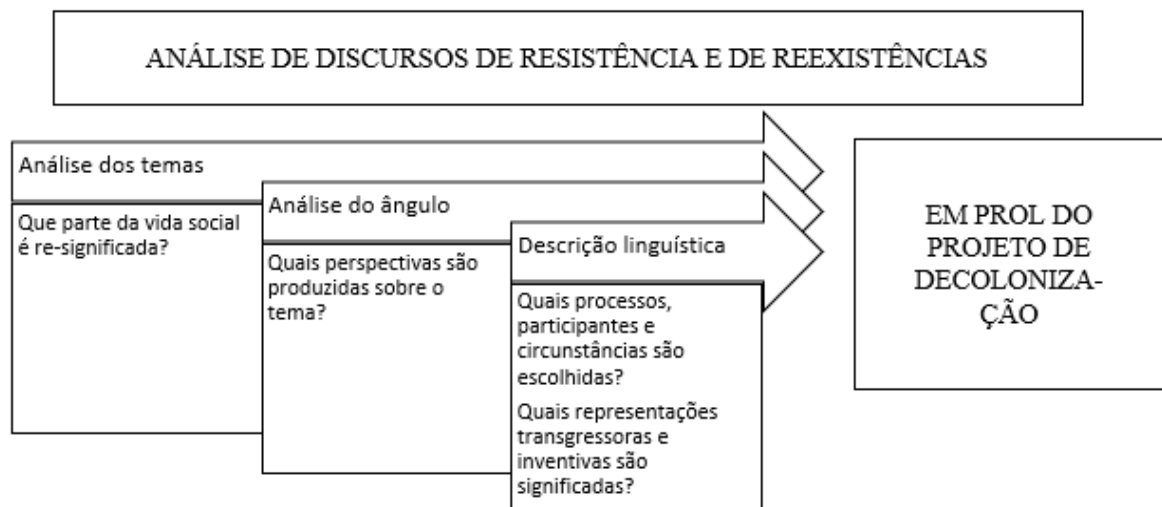 ANÁLISE DE DISCURSOS DE RESISTÊNCIA E DE REEXISTÊNCIAS
Análise dos temas
Que parte da vida social
é re-significada?
Análise do ângulo
Quais perspectivas são
produzidas sobre o
tema?
Descrição linguística
Quais processos,
participantes e
circunstâncias são
escolhidas?
Quais representações
transgressoras e
inventivas são
significadas?
EM PROL DO
PROJETO DE
DECOLONIZA-
ÇÃO